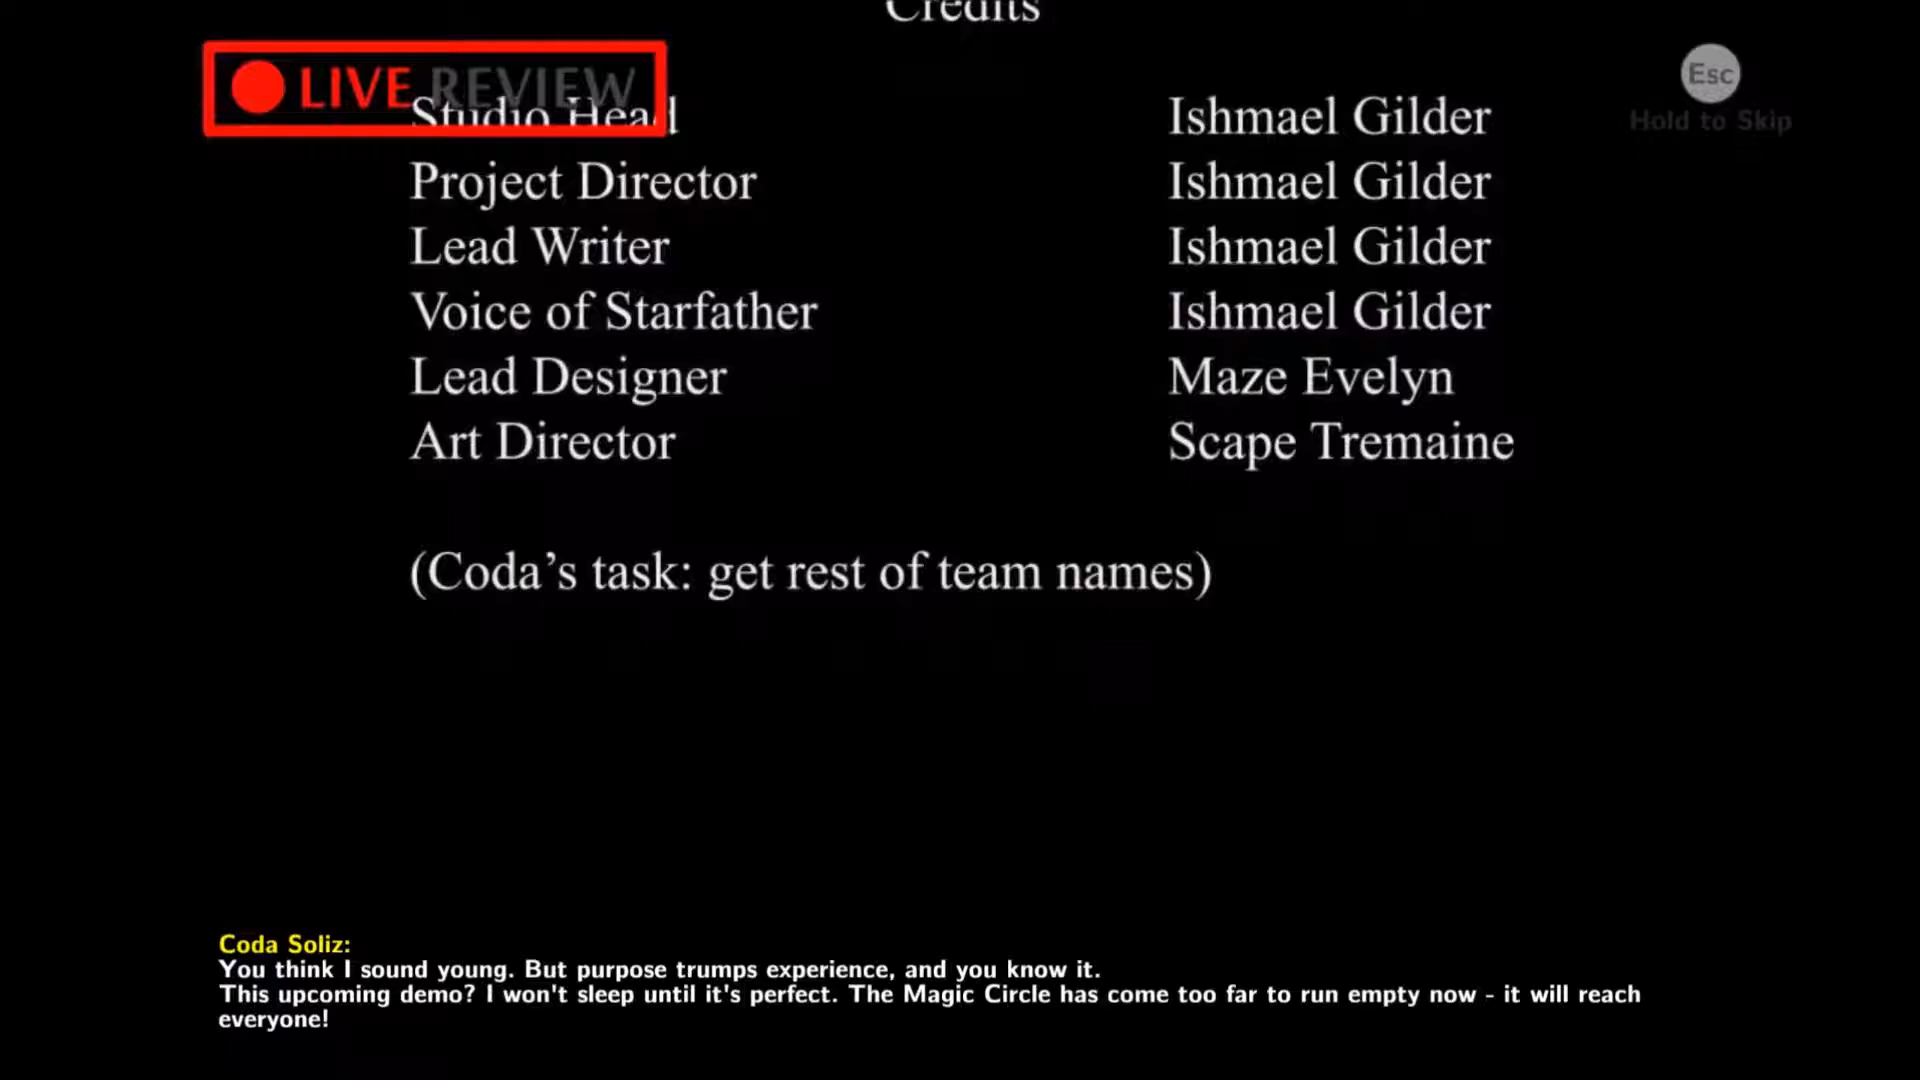 Credits
LIVE REVIEW
Esc
Hold to Skip
Studio Head Ishmael Gilder
Project Director Ishmael Gilder
Lead Writer Ishmael Gilder
Voice of Starfather Ishmael Gilder
Lead Designer Maze Evelyn
Art Director Scape Tremaine
(Coda’s task: get rest of team names)
Coda Soliz:
You think I sound young. But purpose trumps experience, and you know it.
This upcoming demo? I won't sleep until it's perfect. The Magic Circle has come too far to run empty now - it will reach
everyone!